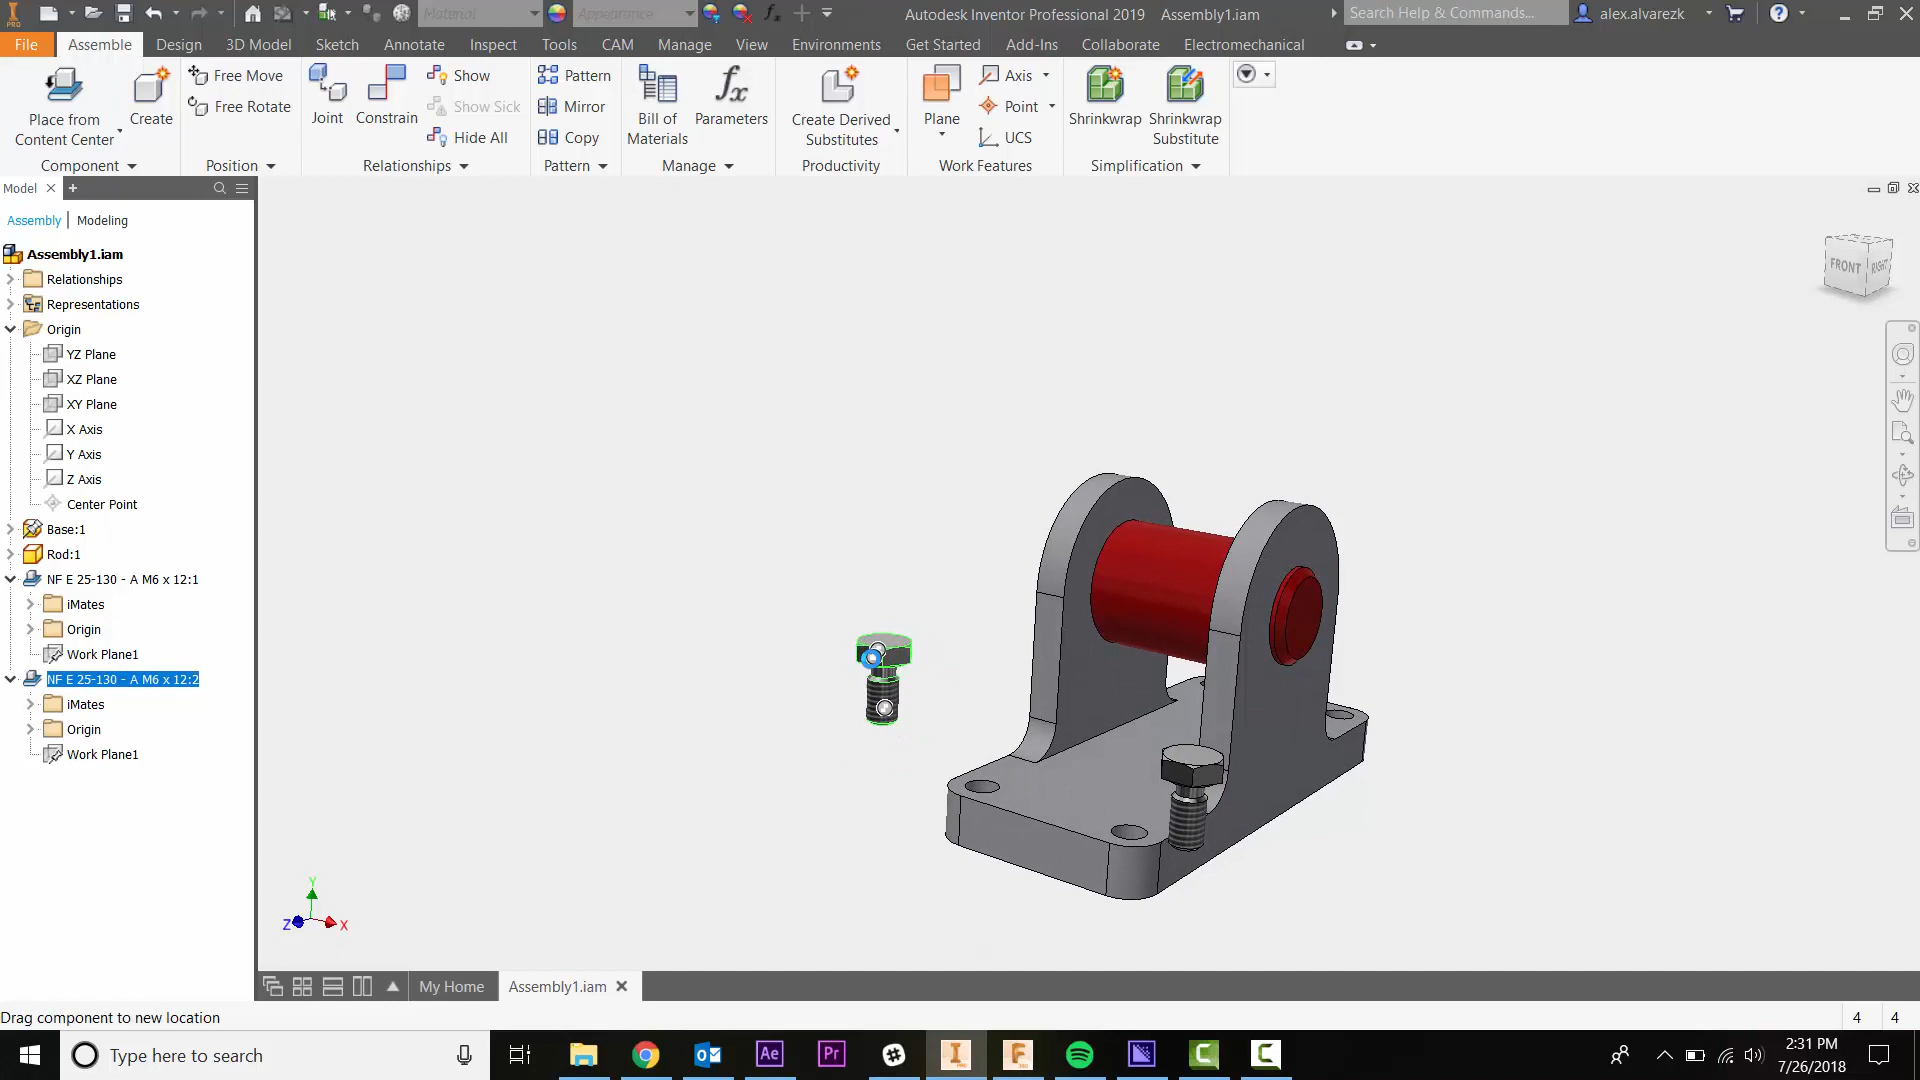 PRO
Material
Appearance
Autodesk Inventor Professional 2019 Assembly1.iam
Search Help & Commands...
alex.alvarezk
File
Assemble
Design
3D Model
Sketch
Annotate
Inspect
Tools
CAM
Manage
View
Environments
Get Started
Add-Ins
Collaborate
Electromechanical
Place from
Content Center
Create
Free Move
Free Rotate
Joint
Constrain
Show
Show Sick
Hide All
Pattern
Mirror
Copy
Bill of
Materials
fx
Parameters
Create Derived
Substitutes
Plane
Axis
Point
UCS
Shrinkwrap
Shrinkwrap
Substitute
Component
Position
Relationships
Pattern
Manage
Productivity
Work Features
Simplification
Model
Assembly | Modeling
Assembly1.iam
Relationships
Representations
Origin
YZ Plane
XZ Plane
XY Plane
X Axis
Y Axis
Z Axis
Center Point
Base:1
Rod:1
NF E 25-130 - A M6 x 12:1
iMates
Origin
Work Plane1
NF E 25-130 - A M6 x 12:2
iMates
Origin
Work Plane1
FRONT
RIGHT
Y
Z
X
My Home
Assembly1.iam
Drag component to new location
4 4
Type here to search
Ae
Pr
I
F
C
C
2:31 PM
7/26/2018